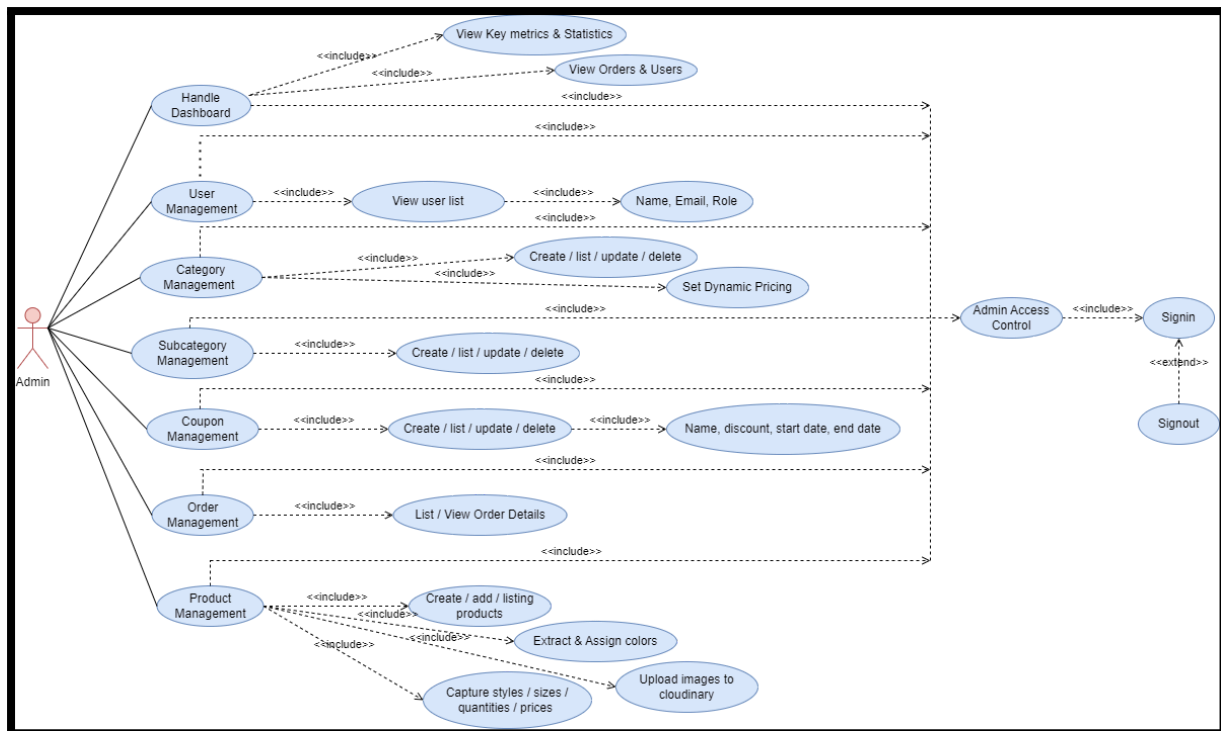 View Key metrics & Statistics
<<include>>
View Orders & Users
<<include>>
Handle
Dashboard
<<include>>
<<include>>
User
Management
<<include>>
View user list
<<include>>
Name, Email, Role
<<include>>
Category
Management
<<include>>
Create / list / update / delete
<<include>>
Set Dynamic Pricing
<<include>>
Admin Access
Control
<<include>>
Signin
Subcategory
Management
<<include>>
Create / list / update / delete
<<extend>>
Admin
<<include>>
Coupon
Management
<<include>>
Create / list / update / delete
<<include>>
Name, discount, start date, end date
Signout
<<include>>
Order
Management
<<include>>
List / View Order Details
<<include>>
Product
Management
<<include>>
Create / add / listing
products
<<include>>
Extract & Assign colors
<<include>>
<<include>>
Upload images to
cloudinary
Capture styles / sizes /
quantities / prices